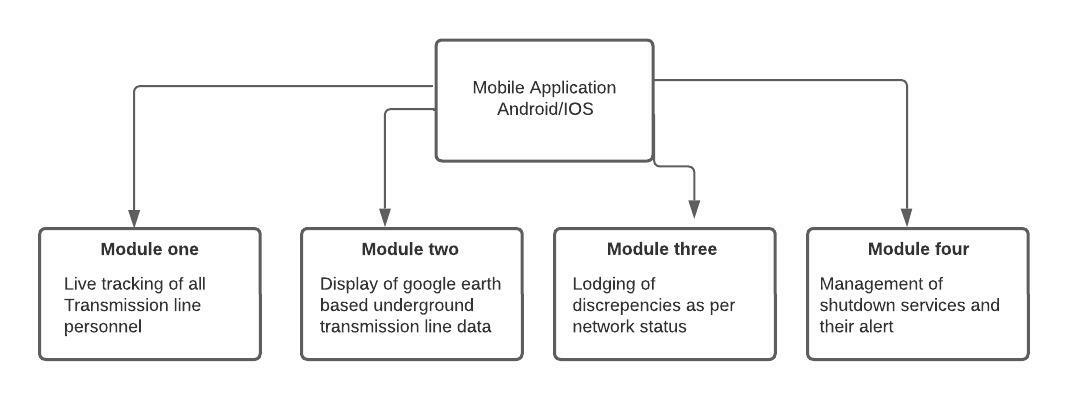 Mobile Application
Android/IOS
Module one
Live tracking of all
Transmission line
personnel
Module two
Display of google earth
based underground
transmission line data
Module three
Lodging of
discrepencies as per
network status
Module four
Management of
shutdown services and
their alert